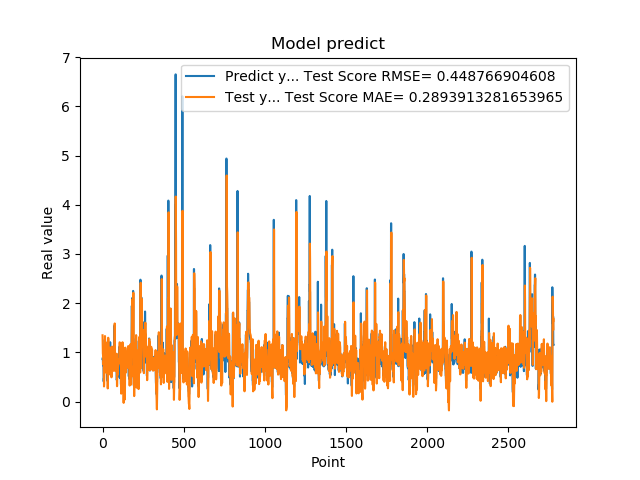 Model predict
Predict y... Test Score RMSE= 0.448766904608
Test y... Test Score MAE= 0.2893913281653965
Real value
7
6
5
4
3
2
1
0
0 500 1000 1500 2000 2500
Point